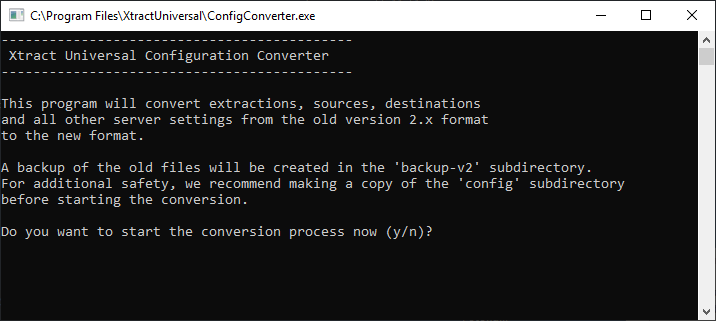 C:\Program Files\XtractUniversal\ConfigConverter.exe
--------------------------------------------
Xtract Universal Configuration Converter
--------------------------------------------
This program will convert extractions, sources, destinations
and all other server settings from the old version 2.x format
to the new format.
A backup of the old files will be created in the 'backup-v2' subdirectory.
For additional safety, we recommend making a copy of the 'config' subdirectory
before starting the conversion.
Do you want to start the conversion process now (y/n)?